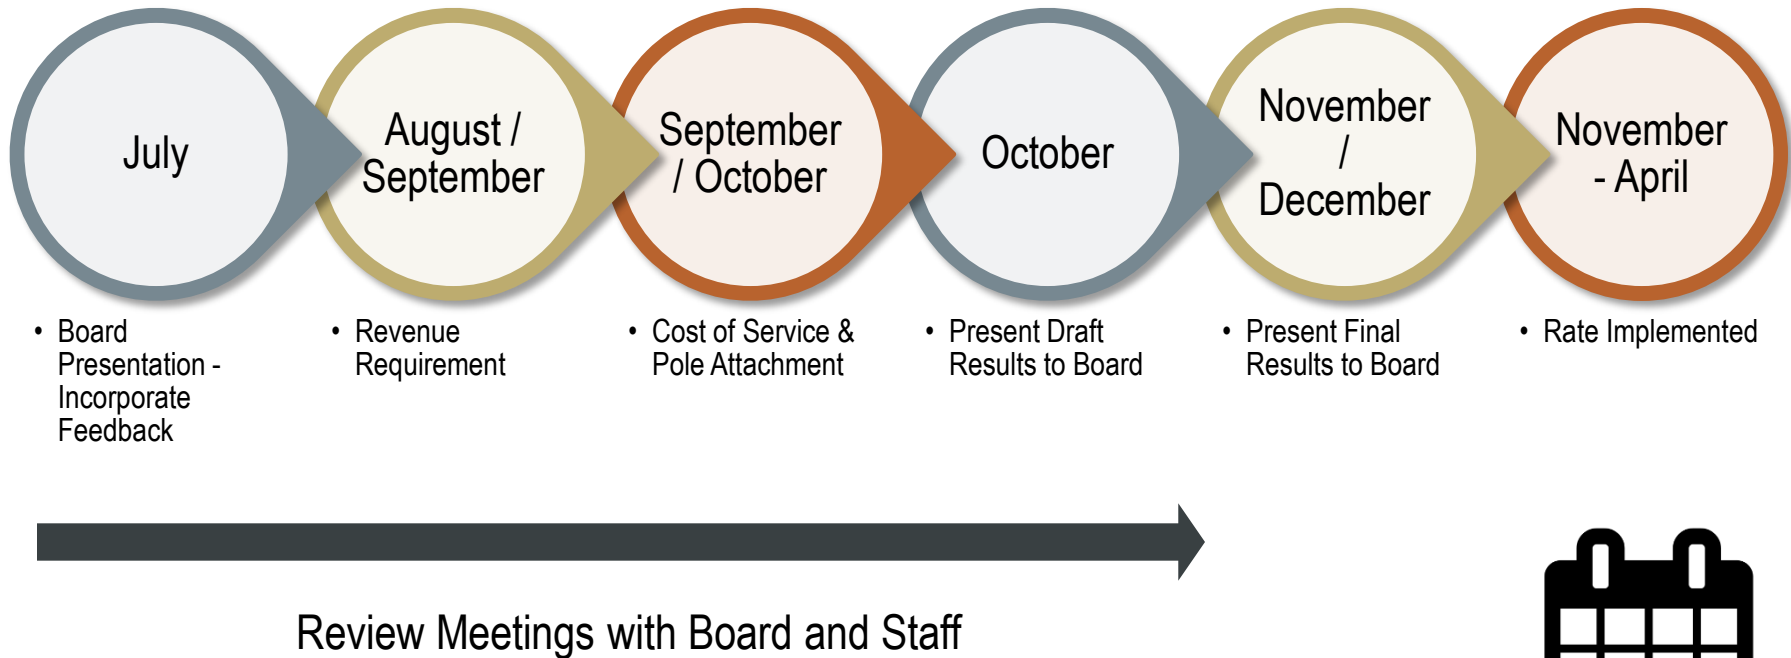 July
August /
September
September
/ October
October
November
/
December
November
- April
• Board
Presentation -
Incorporate
Feedback
• Revenue
Requirement
• Cost of Service &
Pole Attachment
• Present Draft
Results to Board
• Present Final
Results to Board
• Rate Implemented
Review Meetings with Board and Staff